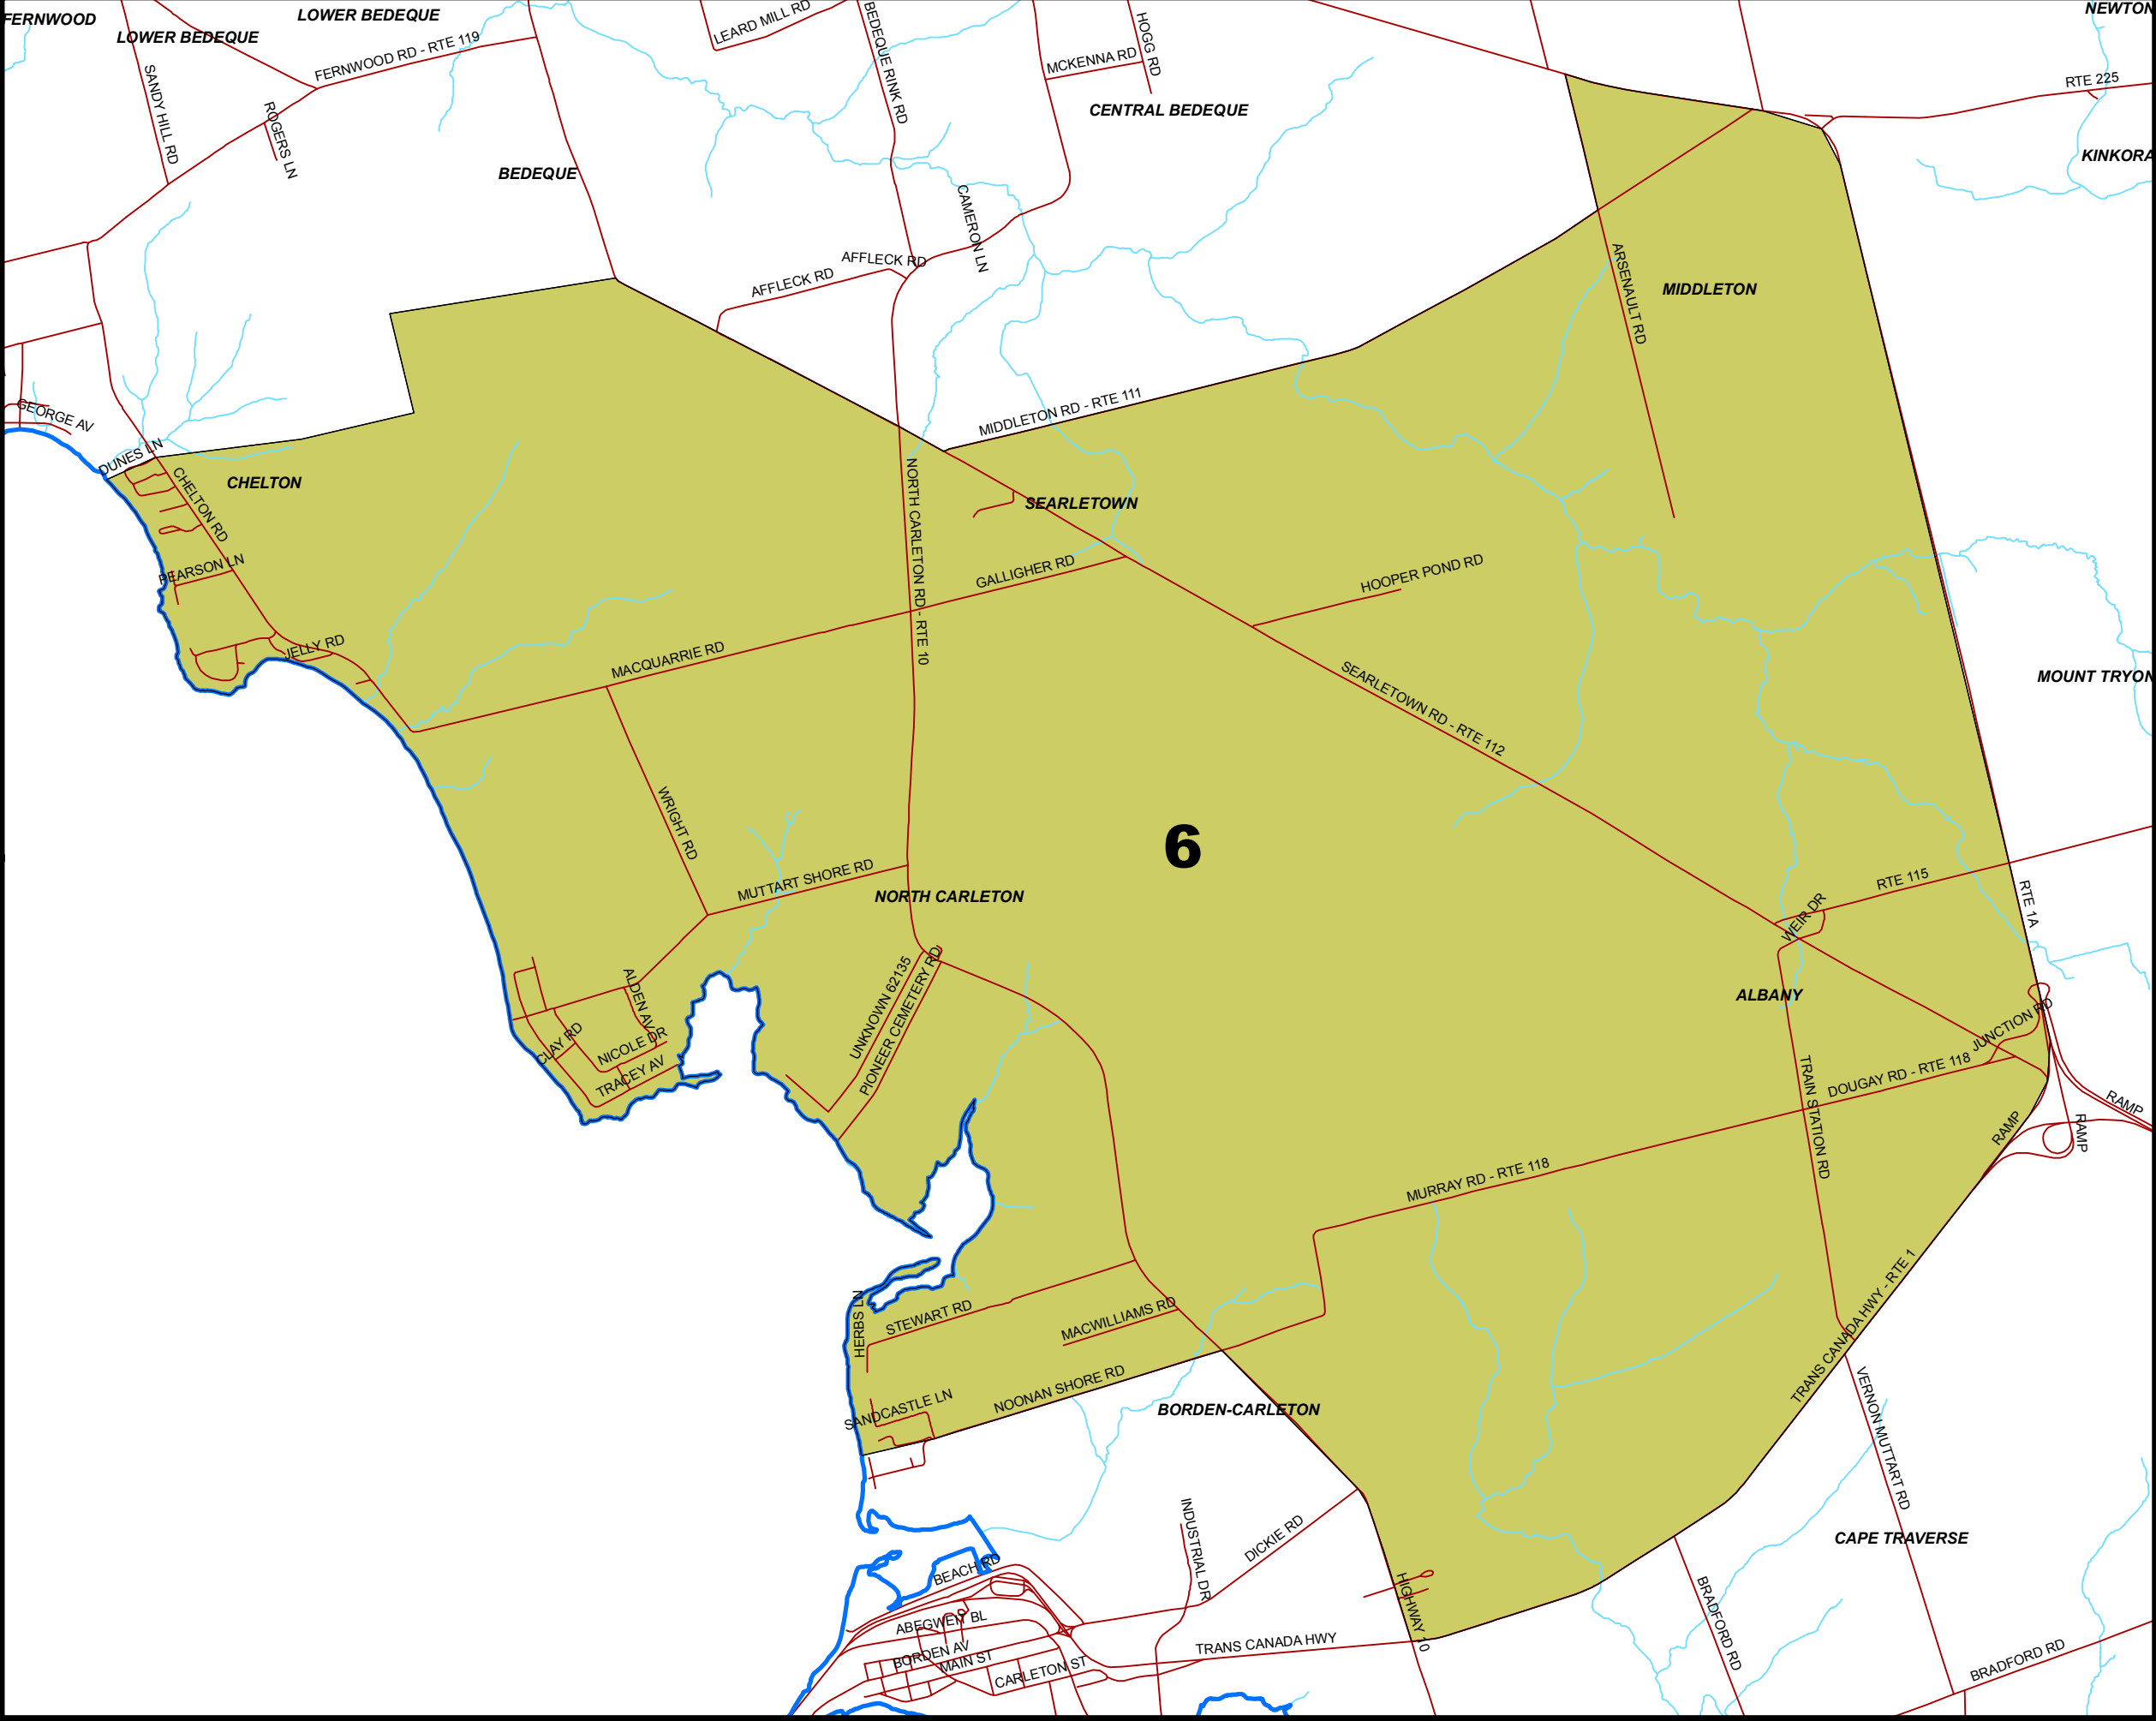 FERNWOOD
LOWER BEDEQUE
LOWER BEDEQUE
NEWTON
LEARD MILL RD
BEDEQUE RINK RD
HOGG RD
FERNWOOD RD - RTE 119
MCKENNA RD
SANDY HILL RD
RTE 225
ROGERS LN
CENTRAL BEDEQUE
KINKORA
BEDEQUE
CAMERON LN
AFFLECK RD
AFFLECK RD
ARSENAULT RD
MIDDLETON
GEORGE AV
MIDDLETON RD - RTE 111
DUNES LN
CHELTON RD
CHELTON
NORTH CARLETON RD - RTE 10
SEARLETOWN
PEARSON LN
GALLIGHER RD
HOOPER POND RD
JELLY RD
MACQUARRIE RD
SEARLETOWN RD - RTE 112
MOUNT TRYON
WRIGHT RD
6
MUTTART SHORE RD
NORTH CARLETON
RTE 115
RTE 1A
WEIR DR
UNKNOWN 62135
PIONEER CEMETERY RD
ALDEN AV
ALBANY
JUNCTION RD
CLAY RD
NICOLE DR
TRACEY AV
TRAIN STATION RD
DOUGAY RD - RTE 118
RAMP
RAMP
RAMP
MURRAY RD - RTE 118
TRANS CANADA HWY - RTE 1
HERBS LN
STEWART RD
MACWILLIAMS RD
NOONAN SHORE RD
SANDCASTLE LN
BORDEN-CARLETON
VERNON MUTTART RD
INDUSTRIAL DR
DICKIE RD
CAPE TRAVERSE
BEACH RD
HIGHWAY 10
BRADFORD RD
ABEGWEIT BL
BORDEN AV
MAIN ST
CARLETON ST
TRANS CANADA HWY
BRADFORD RD